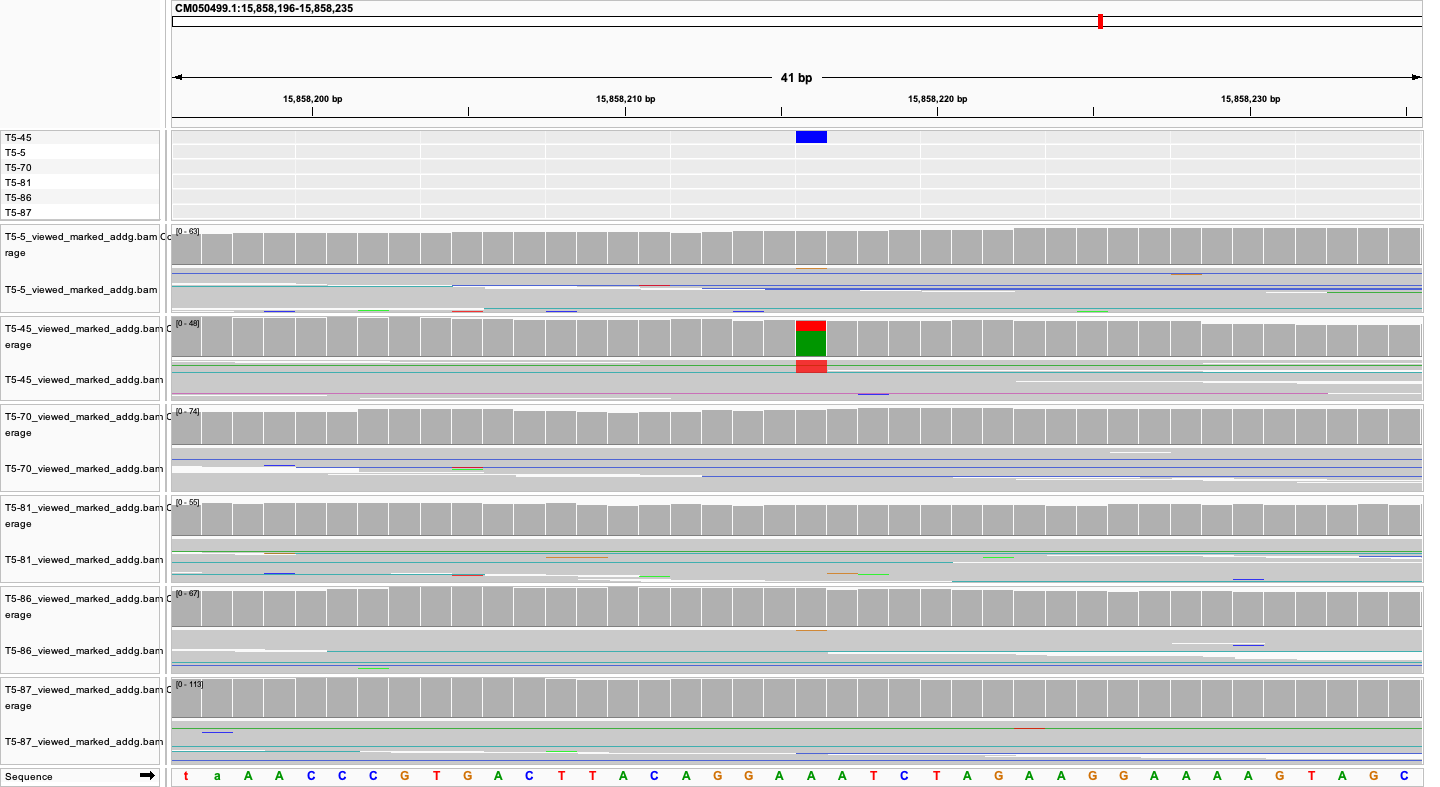 CM050499.1:15,858,196-15,858,235
41 bp
15,858,200 bp 15,858,210 bp 15,858,220 bp 15,858,230 bp
T5-45
T5-5
T5-70
T5-81
T5-86
T5-87
[0 - 63]
T5-5_viewed_marked_addg.bam Co
rage
T5-5_viewed_marked_addg.bam
[0 - 48]
T5-45_viewed_marked_addg.bam C
erage
T5-45_viewed_marked_addg.bam
[0 - 74]
T5-70_viewed_marked_addg.bam C
erage
T5-70_viewed_marked_addg.bam
[0 - 55]
T5-81_viewed_marked_addg.bam C
erage
T5-81_viewed_marked_addg.bam
[0 - 67]
T5-86_viewed_marked_addg.bam C
erage
T5-86_viewed_marked_addg.bam
[0 - 113]
T5-87_viewed_marked_addg.bam C
erage
T5-87_viewed_marked_addg.bam
Sequence t a A A C C C G T G A C T T A C A G G A A A T C T A G A A G G A A A A G T A G C